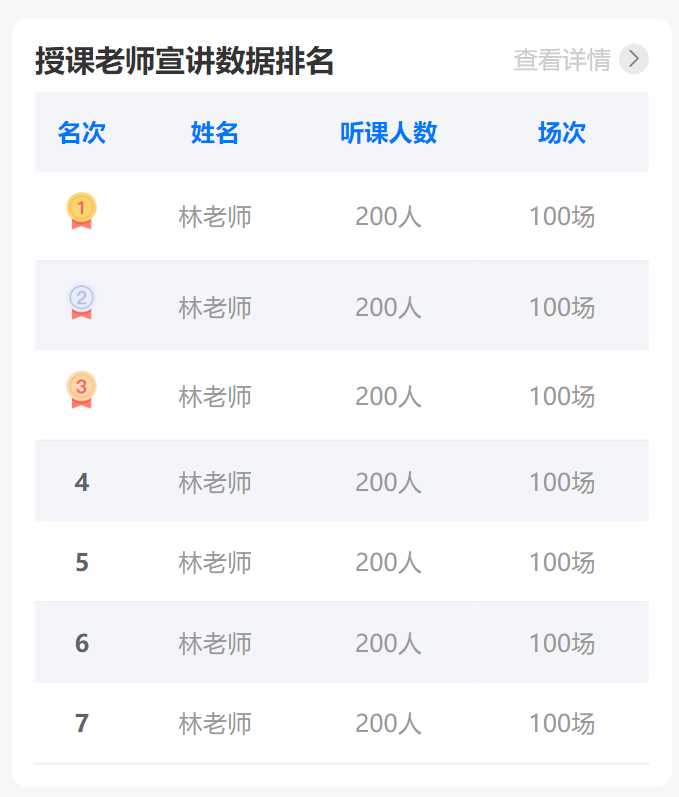 授课老师宣讲数据排名 查看详情
名次 姓名 听课人数 场次
1 林老师 200人 100场
2 林老师 200人 100场
3 林老师 200人 100场
4 林老师 200人 100场
5 林老师 200人 100场
6 林老师 200人 100场
7 林老师 200人 100场